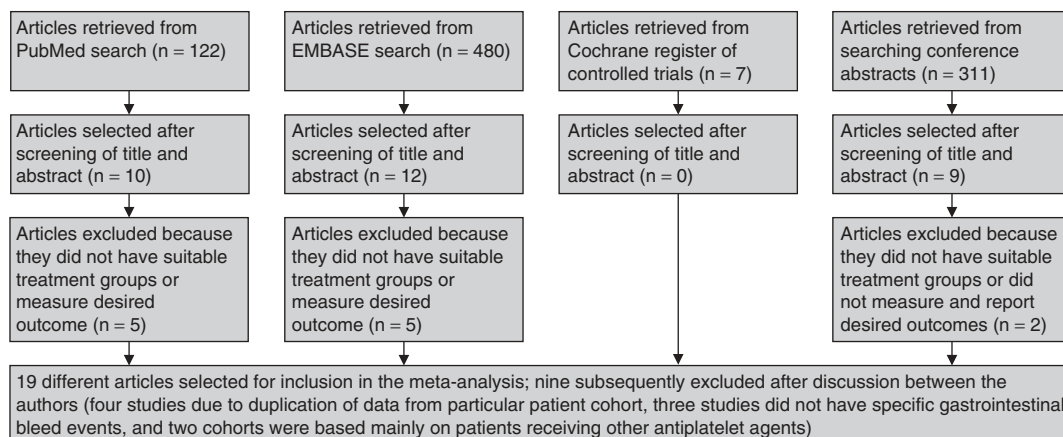 Articles retrieved from
PubMed search (n = 122)
Articles retrieved from
EMBASE search (n = 480)
Articles retrieved from
Cochrane register of
controlled trials (n = 7)
Articles retrieved from
searching conference
abstracts (n = 311)
Articles selected after
screening of title and
abstract (n = 10)
Articles selected after
screening of title and
abstract (n = 12)
Articles selected after
screening of title and
abstract (n = 0)
Articles selected after
screening of title and
abstract (n = 9)
Articles excluded because
they did not have suitable
treatment groups or
measure desired
outcome (n = 5)
Articles excluded because
they did not have suitable
treatment groups or
measure desired
outcome (n = 5)
Articles excluded because
they did not have suitable
treatment groups or did
not measure and report
desired outcomes (n = 2)
19 different articles selected for inclusion in the meta-analysis; nine subsequently excluded after discussion between the
authors (four studies due to duplication of data from particular patient cohort, three studies did not have specific gastrointestinal
bleed events, and two cohorts were based mainly on patients receiving other antiplatelet agents)